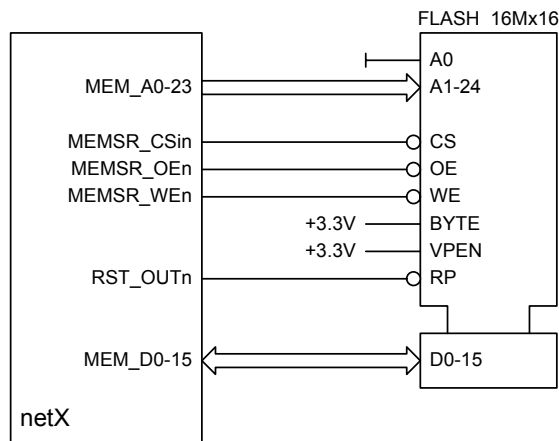 FLASH 16Mx16
A0
MEM_A0-23 A1-24
MEMSR_CSin CS
MEMSR_OEn OE
MEMSR_WEn WE
+3.3V BYTE
+3.3V VPEN
RST_OUTn RP
MEM_D0-15 D0-15
netX